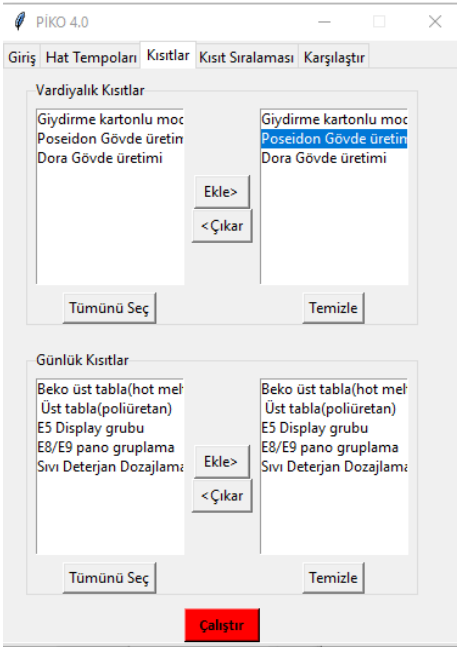 PİKO 4.0
Giriş Hat Tempoları Kısıtlar Kısıt Sıralaması Karşılaştır
Vardiyalık Kısıtlar
Giydirme kartonlu moc
Poseidon Gövde üretim
Dora Gövde üretimi
Giydirme kartonlu moc
Poseidon Gövde üretin
Dora Gövde üretimi
Ekle>
<Çıkar
Tümünü Seç
Temizle
Günlük Kısıtlar
Beko üst tabla(hot melt
Üst tabla(poliüretan)
E5 Display grubu
E8/E9 pano gruplama
Sıvı Deterjan Dozajlama
Beko üst tabla(hot melt
Üst tabla(poliüretan)
E5 Display grubu
E8/E9 pano gruplama
Sıvı Deterjan Dozajlama
Ekle>
<Çıkar
Tümünü Seç
Temizle
Çalıştır